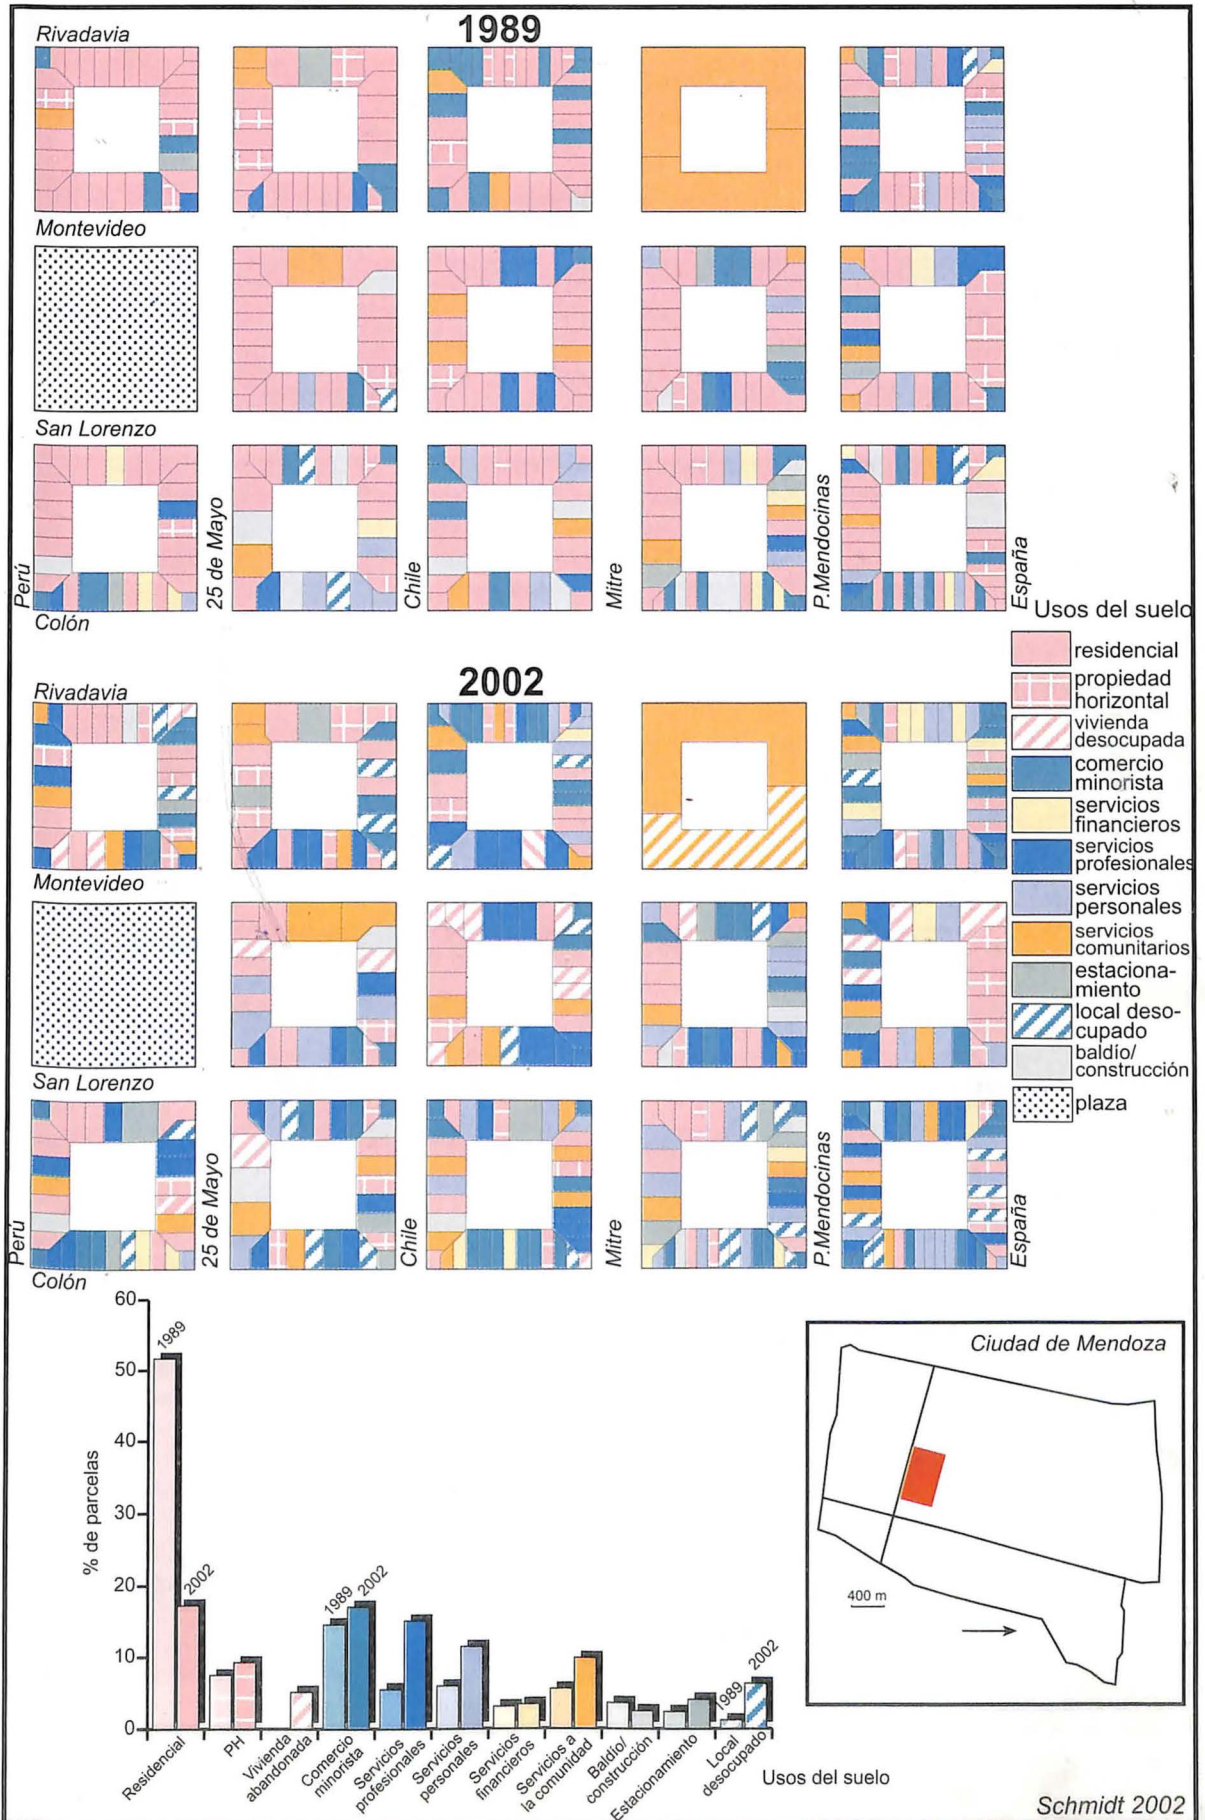 1989
Rivadavia
Montevideo
San Lorenzo
Perú
25 de Mayo
Chile
Mitre
P.Mendocinas
España
Colón
Usos del suelo
residencial
propiedad
horizontal
vivienda
desocupada
comercio
minorista
servicios
financieros
servicios
profesionales
servicios
personales
servicios
comunitarios
estaciona-
miento
local deso-
cupado
baldío/
construcción
plaza
2002
Rivadavia
Montevideo
San Lorenzo
Perú
25 de Mayo
Chile
Mitre
P.Mendocinas
España
Colón
% de parcelas
60
50
40
30
20
10
0
1989
2002
1989
2002
1989
2002
Residencial
PH
Vivienda
abandonada
Comercio
minorista
Servicios
profesionales
Servicios
personales
Servicios
financieros
Servicios a
la comunidad
Baldío/
construcción
Estacionamiento
Local
desocupado
Usos del suelo
Ciudad de Mendoza
400 m
Schmidt 2002